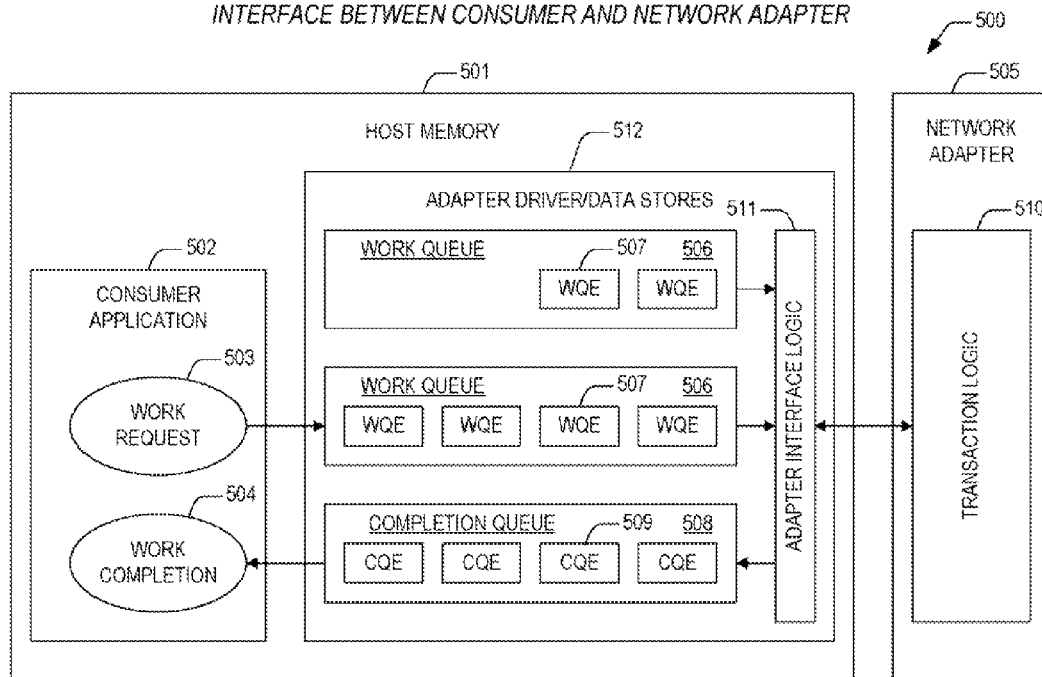 INTERFACE BETWEEN CONSUMER AND NETWORK ADAPTER
500
501
505
HOST MEMORY
NETWORK
ADAPTER
512
ADAPTER DRIVER/DATA STORES
511
510
502
CONSUMER
APPLICATION
WORK QUEUE
507
506
WQE
WQE
503
WORK
REQUEST
WORK QUEUE
507
506
WQE
WQE
WQE
WQE
504
WORK
COMPLETION
COMPLETION QUEUE
509
508
CQE
CQE
CQE
CQE
ADAPTER INTERFACE LOGIC
TRANSACTION LOGIC